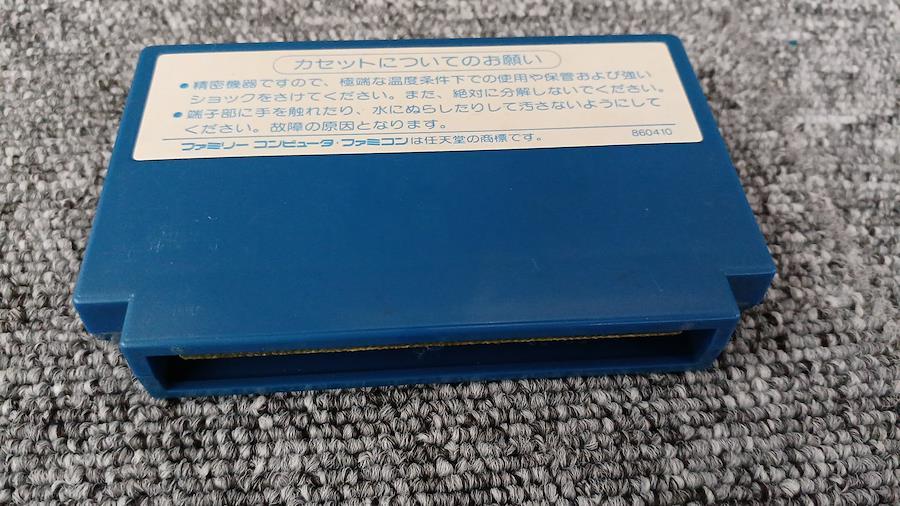 カセットについてのお願い
●精密機器ですので、極端な温度条件下での使用や保管および強い
ショックをさけてください。また、絶対に分解しないでください。
●端子部に手を触れたり、水にぬらしたりして汚さないようにして
ください。故障の原因となります。
ファミリーコンピュータ・ファミコンは任天堂の商標です。
860410